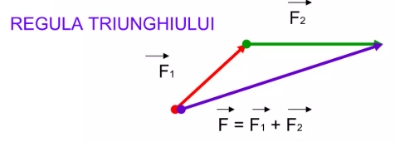 REGULA TRIUNGHIULUI
F₂
F₁
F = F₁ + F₂